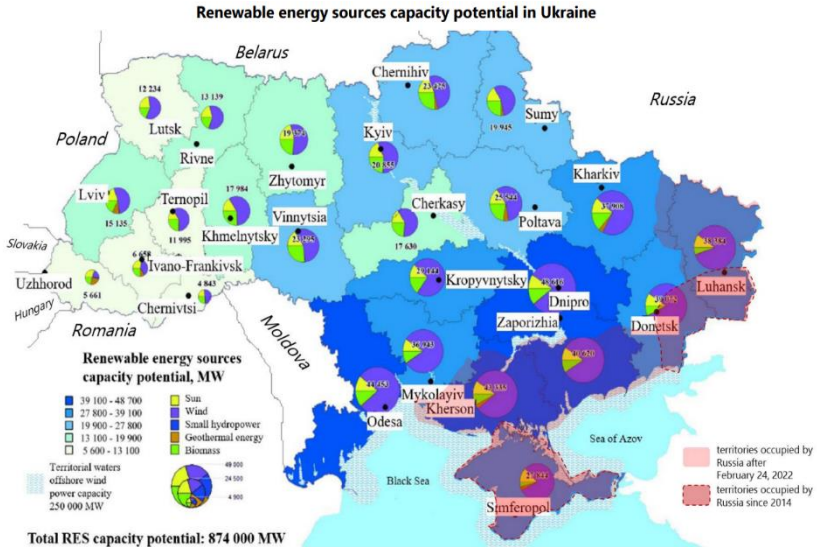 Renewable energy sources capacity potential in Ukraine
Belarus
Russia
Poland
Slovakia
Hungary
Romania
Moldova
12 234
Lutsk
13 139
Rivne
Zhytomyr
Chernihiv
Kyiv
19 945
Sumy
Lviv
15 135
Ternopil
11 995
17 984
Khmelnytsky
Vinnytsia
Cherkasy
17 630
Poltava
Kharkiv
Uzhhorod
5 661
Ivano-Frankivsk
4 843
Chernivtsi
Kropyvnytsky
Dnipro
Zaporizhia
Luhansk
Donetsk
Mykolayiv
Kherson
Odesa
Simferopol
Black Sea
Sea of Azov
Renewable energy sources
capacity potential, MW
39 100 - 48 700
27 800 - 39 100
19 900 - 27 800
13 100 - 19 900
5 600 - 13 100
Territorial waters
offshore wind
power capacity
250 000 MW
Sun
Wind
Small hydropower
Geothermal energy
Biomass
49 000
24 500
4 900
Total RES capacity potential: 874 000 MW
territories occupied by
Russia after
February 24, 2022
territories occupied by
Russia since 2014